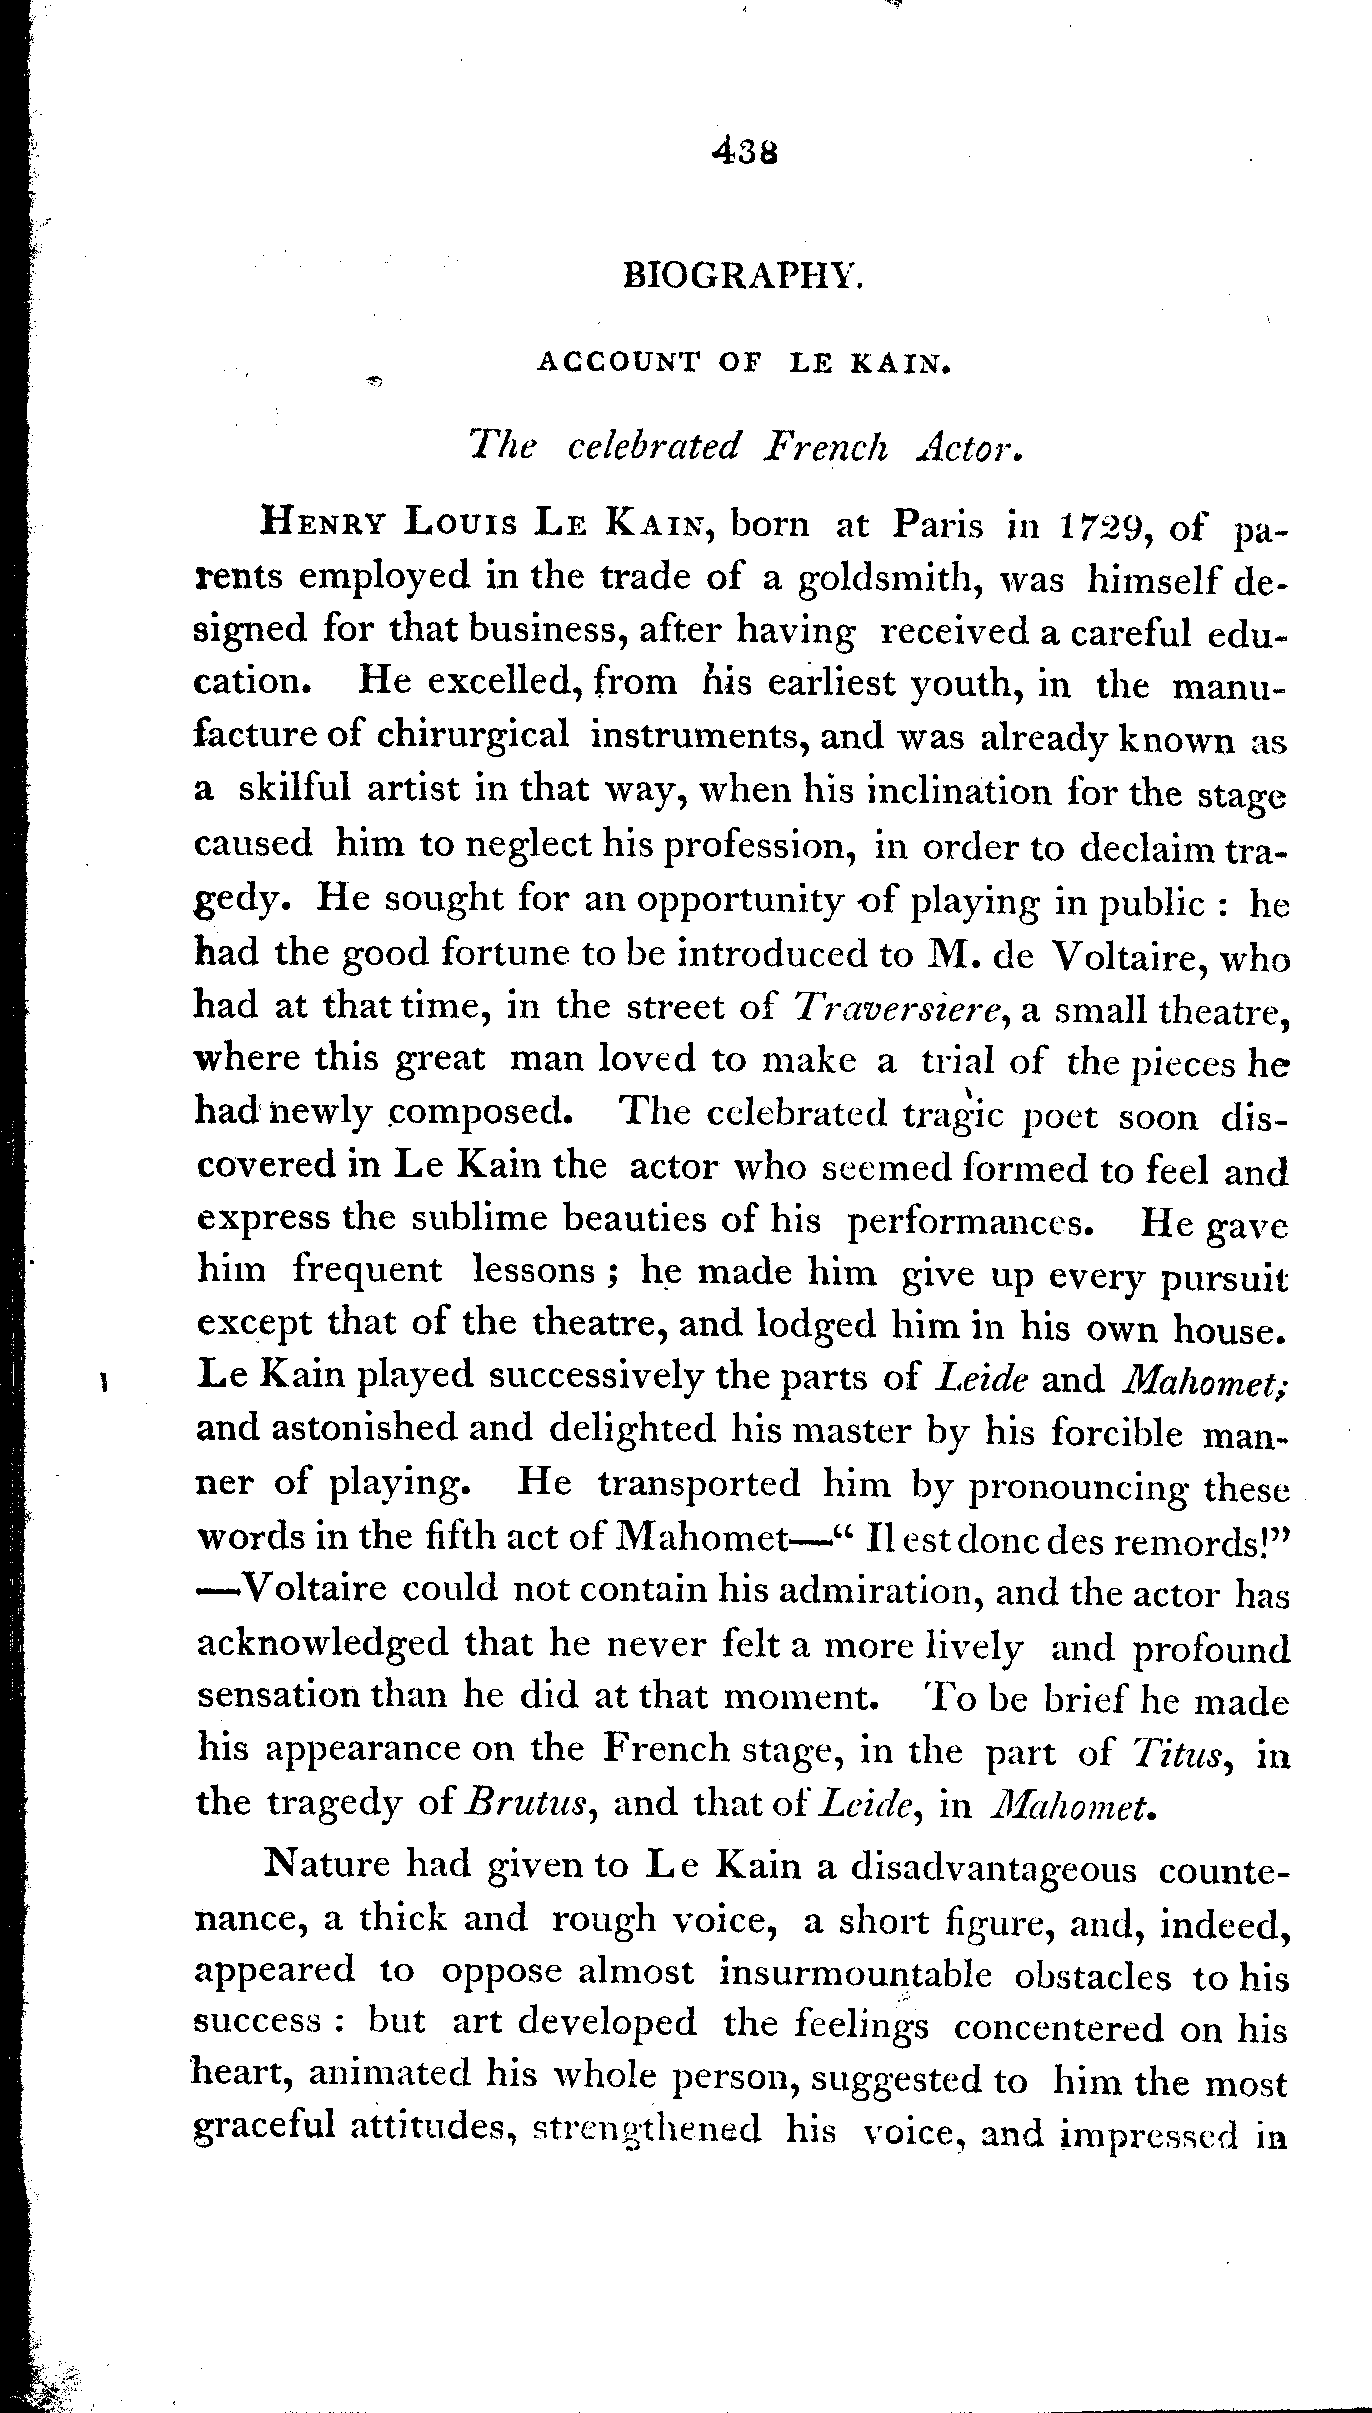 438
BIOGRAPHY.
ACCOUNT OF LE KAIN.
The celebrated French Actor.
HENRY LOUIS LE KAIN, born at Paris in 1729, of pa-
rents employed in the trade of a goldsmith, was himself de-
signed for that business, after having received a careful edu-
cation. He excelled, from his earliest youth, in the manu-
facture of chirurgical instruments, and was already known as
a skilful artist in that way, when his inclination for the stage
caused him to neglect his profession, in order to declaim tra-
gedy. He sought for an opportunity of playing in public : he
had the good fortune to be introduced to M. de Voltaire, who
had at that time, in the street of Traversiere, a small theatre,
where this great man loved to make a trial of the pieces he
had newly composed. The celebrated tragic poet soon dis-
covered in Le Kain the actor who seemed formed to feel and
express the sublime beauties of his performances. He gave
him frequent lessons ; he made him give up every pursuit
except that of the theatre, and lodged him in his own house.
Le Kain played successively the parts of Leide and Mahomet;
and astonished and delighted his master by his forcible man-
ner of playing. He transported him by pronouncing these
words in the fifth act of Mahomet—“ Il est donc des remords!”
—Voltaire could not contain his admiration, and the actor has
acknowledged that he never felt a more lively and profound
sensation than he did at that moment. To be brief he made
his appearance on the French stage, in the part of Titus, in
the tragedy of Brutus, and that of Leide, in Mahomet.
Nature had given to Le Kain a disadvantageous counte-
nance, a thick and rough voice, a short figure, and, indeed,
appeared to oppose almost insurmountable obstacles to his
success : but art developed the feelings concentered on his
heart, animated his whole person, suggested to him the most
graceful attitudes, strengthened his voice, and impressed in